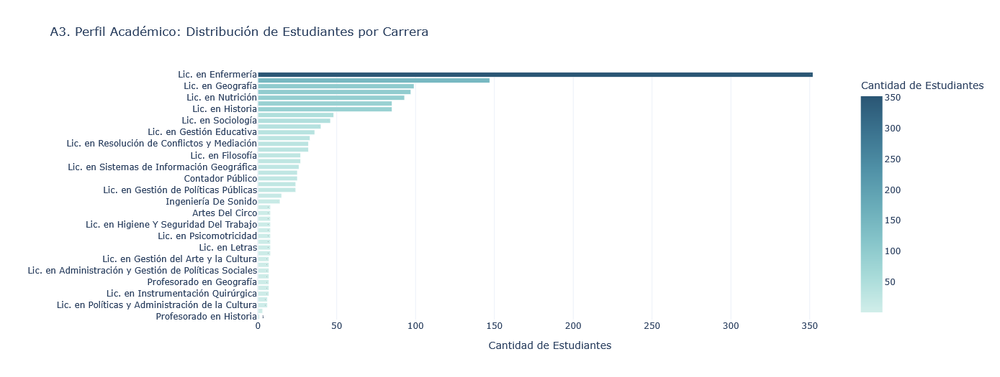 A3. Perfil Académico: Distribución de Estudiantes por Carrera
Lic. en Enfermería
Lic. en Geografía
Lic. en Nutrición
Lic. en Historia
Lic. en Sociología
Lic. en Gestión Educativa
Lic. en Resolución de Conflictos y Mediación
Lic. en Filosofía
Lic. en Sistemas de Información Geográfica
Contador Público
Lic. en Gestión de Políticas Públicas
Ingeniería De Sonido
Artes Del Circo
Lic. en Higiene Y Seguridad Del Trabajo
Lic. en Psicomotricidad
Lic. en Letras
Lic. en Gestión del Arte y la Cultura
Lic. en Administración y Gestión de Políticas Sociales
Profesorado en Geografía
Lic. en Instrumentación Quirúrgica
Lic. en Políticas y Administración de la Cultura
Profesorado en Historia
0 50 100 150 200 250 300 350
Cantidad de Estudiantes
Cantidad de Estudiantes
350
300
250
200
150
100
50